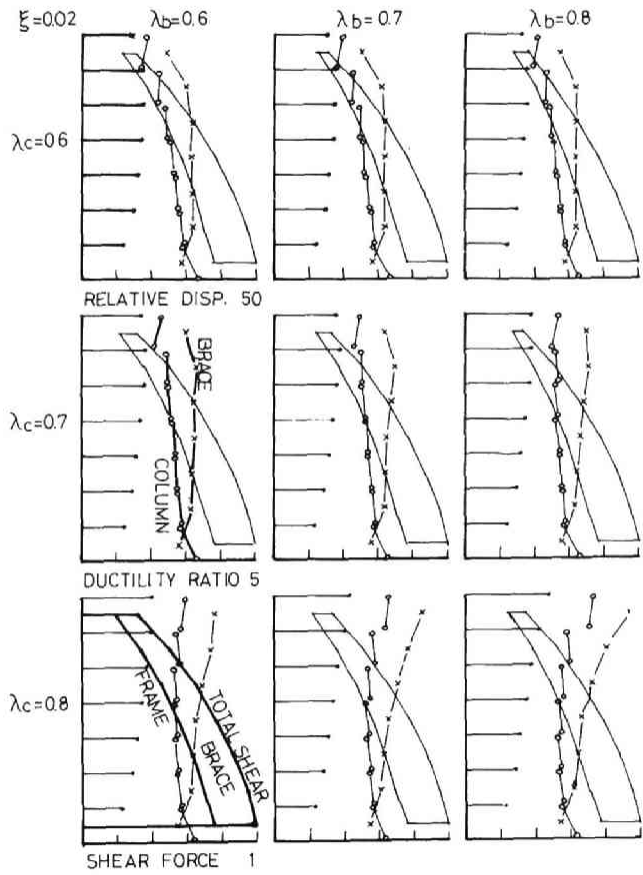 ξ=0.02 λb=0.6 λb=0.7 λb=0.8
λc=0.6
RELATIVE DISP. 50
BRACE
λc=0.7
COLUMN
DUCTILITY RATIO 5
λc=0.8
FRAME
BRACE
TOTAL SHEAR
SHEAR FORCE 1